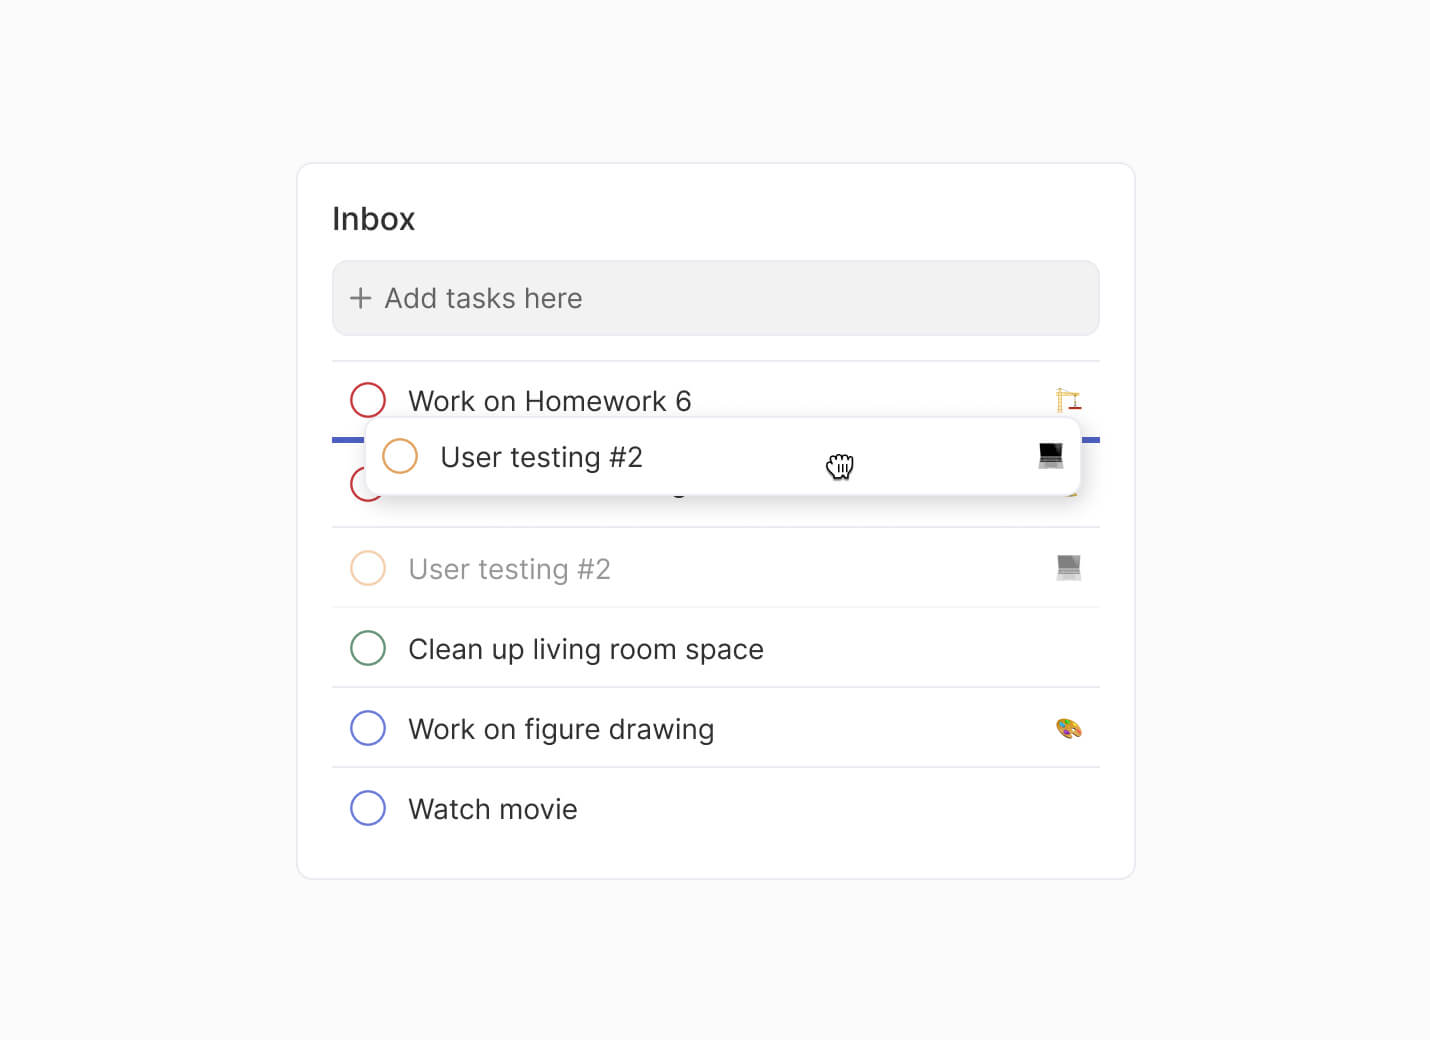 Inbox
+ Add tasks here
Work on Homework 6
User testing #2
User testing #2
Clean up living room space
Work on figure drawing
Watch movie